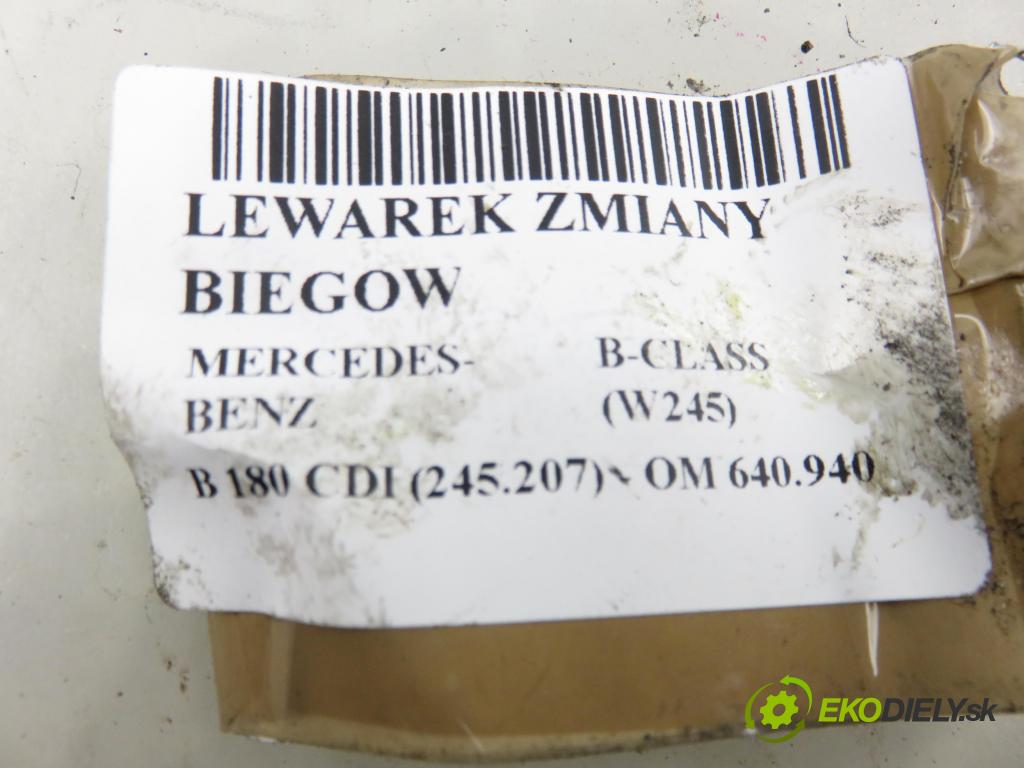 LEWAREK ZMIANY
BIEGOW
MERCEDES- B-CLASS
BENZ (W245)
B 180 CDI (245.207) - OM 640.940
EKODIELY.sk